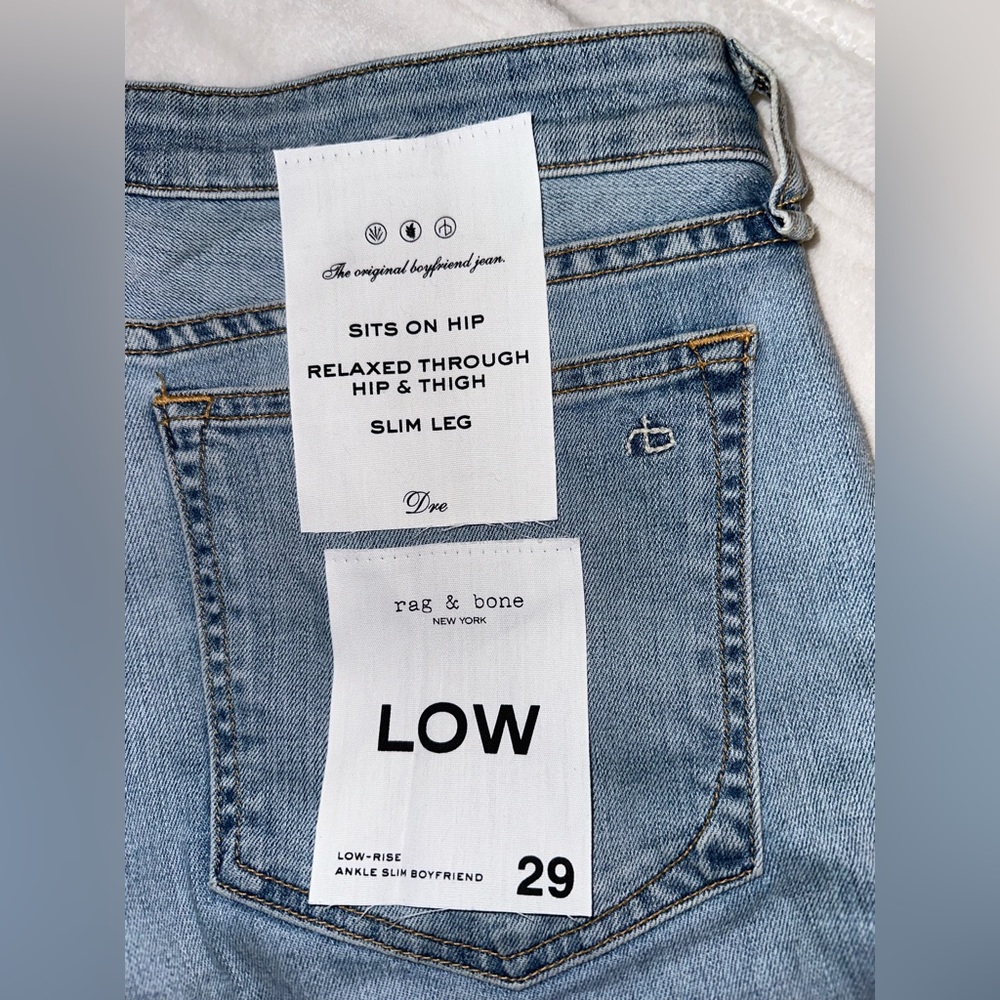 The original boyfriend jean.
SITS ON HIP
RELAXED THROUGH
HIP & THIGH
SLIM LEG
Dre
rag & bone
NEW YORK
LOW
LOW-RISE
ANKLE SLIM BOYFRIEND
29